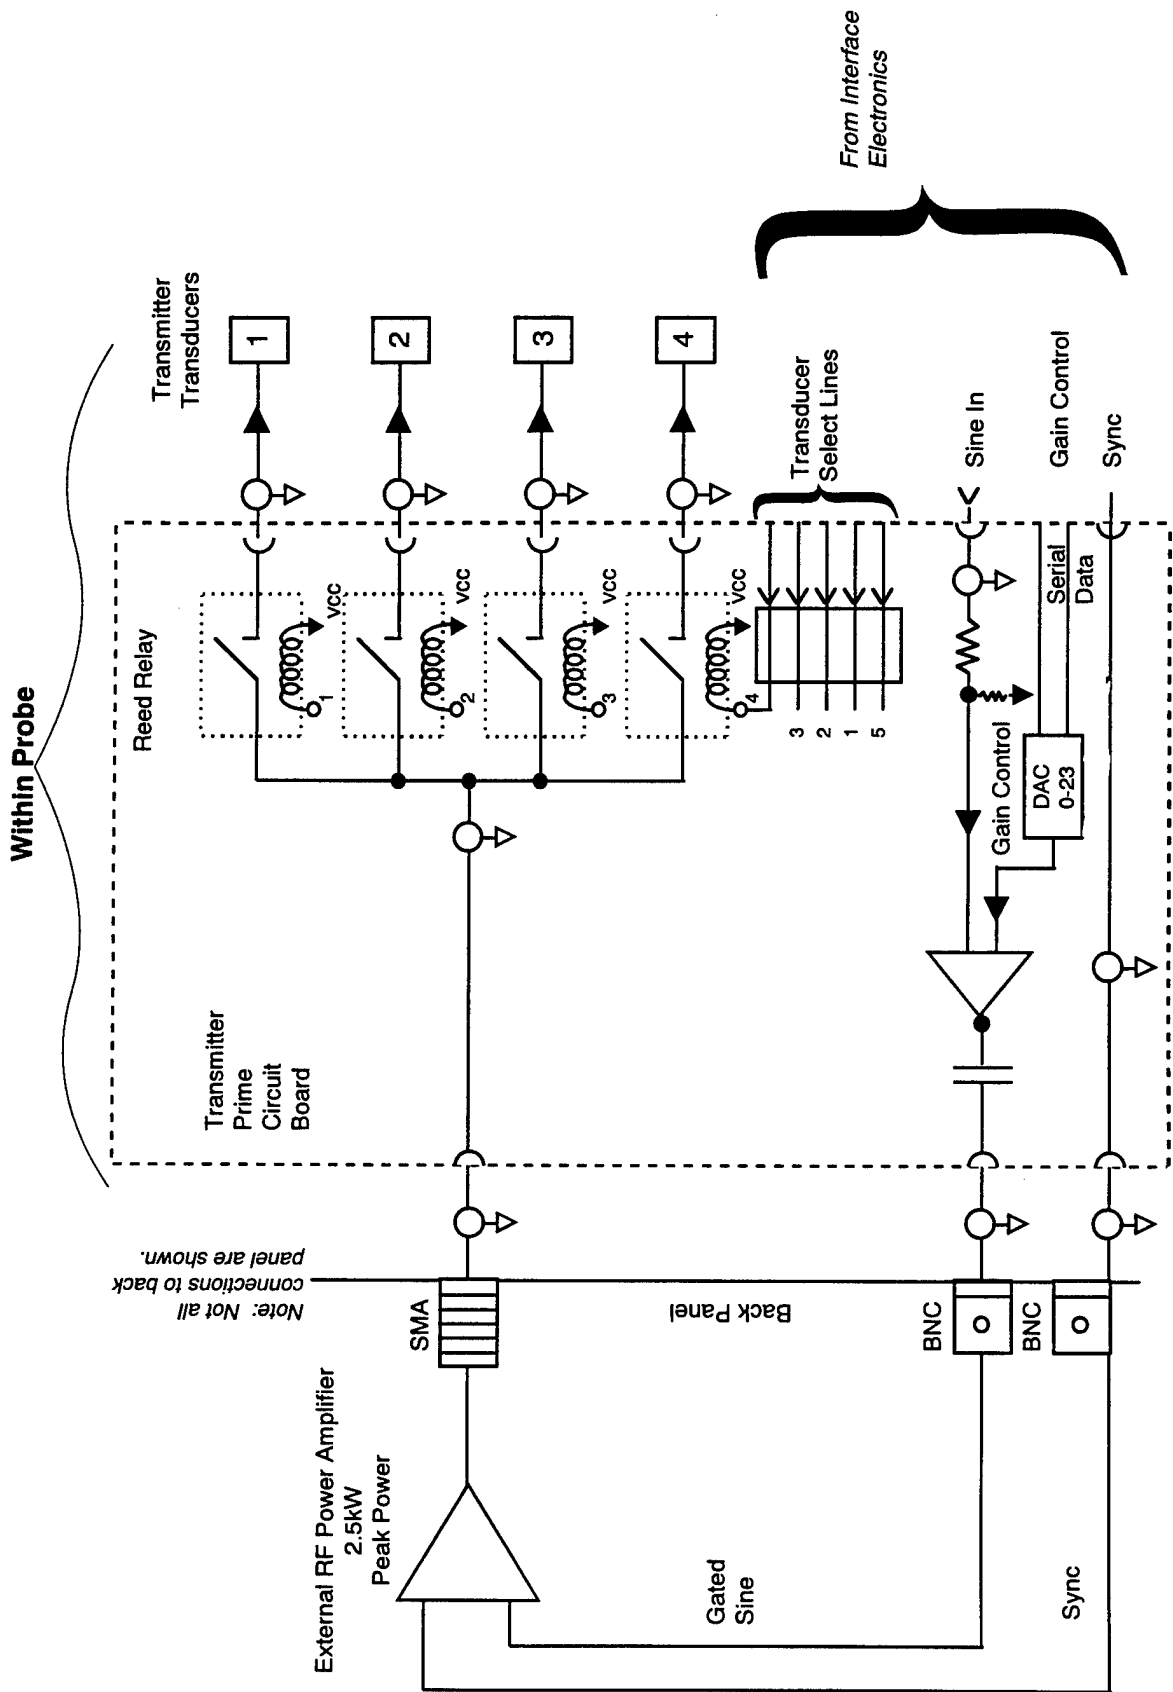 Within Probe
Transmitter
Prime
Circuit
Board
Reed Relay
Transmitter
Transducers
1
vcc
1
2
vcc
2
3
vcc
3
4
vcc
4
3
2
1
5
Transducer
Select Lines
From Interface
Electronics
Sine In
Gain Control
Sync
Serial
Data
Gain Control
DAC
0-23
Note: Not all
connections to back
panel are shown.
SMA
Back Panel
BNC
BNC
External RF Power Amplifier
2.5kW
Peak Power
Gated
Sine
Sync